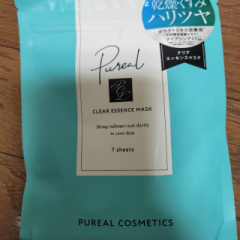 乾燥くすみ
ハリツヤ
クリア
エッセンスマスク
Pureal
CLEAR ESSENCE MASK
Bring radiance and clarity
to your skin
7 sheets
PUREAL COSMETICS